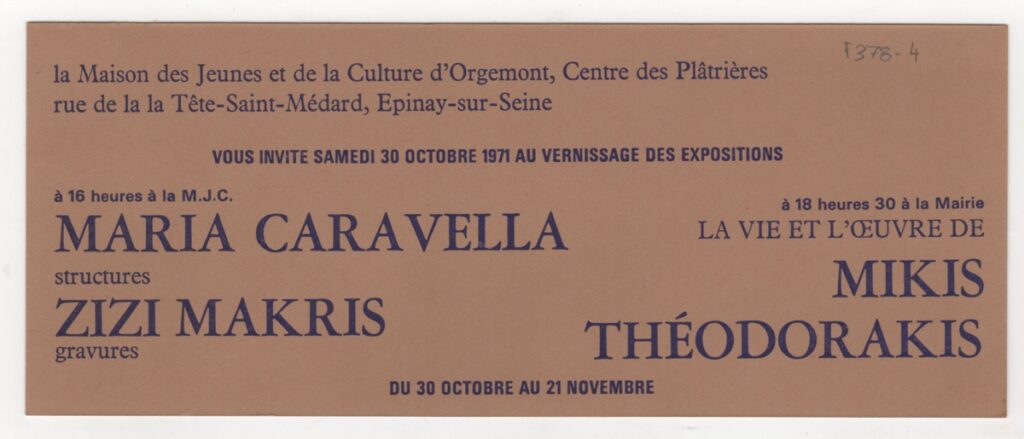 F378-4
la Maison des Jeunes et de la Culture d'Orgemont, Centre des Plâtrières
rue de la la Tête-Saint-Médard, Epinay-sur-Seine
VOUS INVITE SAMEDI 30 OCTOBRE 1971 AU VERNISSAGE DES EXPOSITIONS
à 16 heures à la M.J.C.
MARIA CARAVELLA
structures
ZIZI MAKRIS
gravures
à 18 heures 30 à la Mairie
LA VIE ET L'ŒUVRE DE
MIKIS
THÉODORAKIS
DU 30 OCTOBRE AU 21 NOVEMBRE